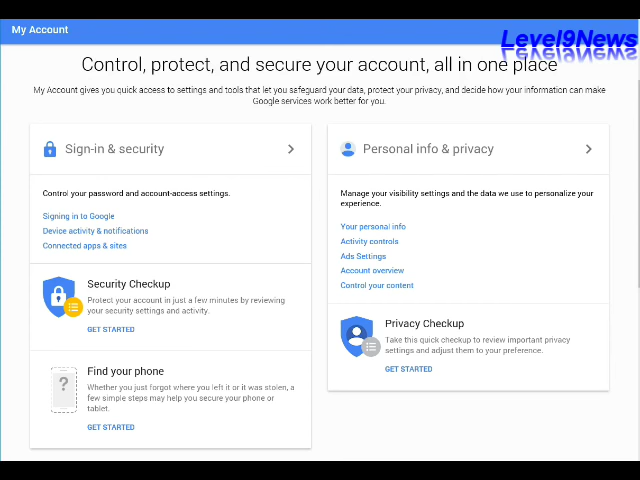 My Account
Level9News
Control, protect, and secure your account, all in one place
My Account gives you quick access to settings and tools that let you safeguard your data, protect your privacy, and decide how your information can make
Google services work better for you.
Sign-in & security
Control your password and account-access settings.
Signing in to Google
Device activity & notifications
Connected apps & sites
Security Checkup
Protect your account in just a few minutes by reviewing
your security settings and activity.
GET STARTED
Find your phone
?
Whether you just forgot where you left it or it was stolen, a
few simple steps may help you secure your phone or
tablet.
GET STARTED
Personal info & privacy
Manage your visibility settings and the data we use to personalize your
experience.
Your personal info
Activity controls
Ads Settings
Account overview
Control your content
Privacy Checkup
Take this quick checkup to review important privacy
settings and adjust them to your preference.
GET STARTED